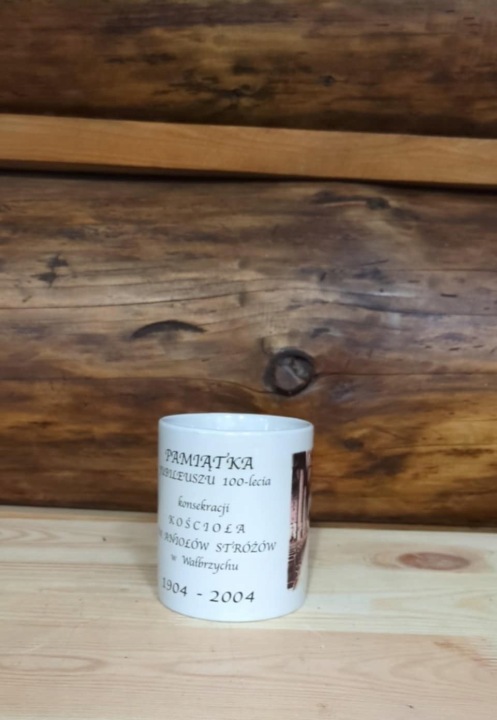 PAMIĄTKA
JUBILEUSZU 100-lecia
konsekracji
KOŚCIOŁA
ANIOŁÓW STRÓŻÓW
w Wałbrzychu
1904 - 2004